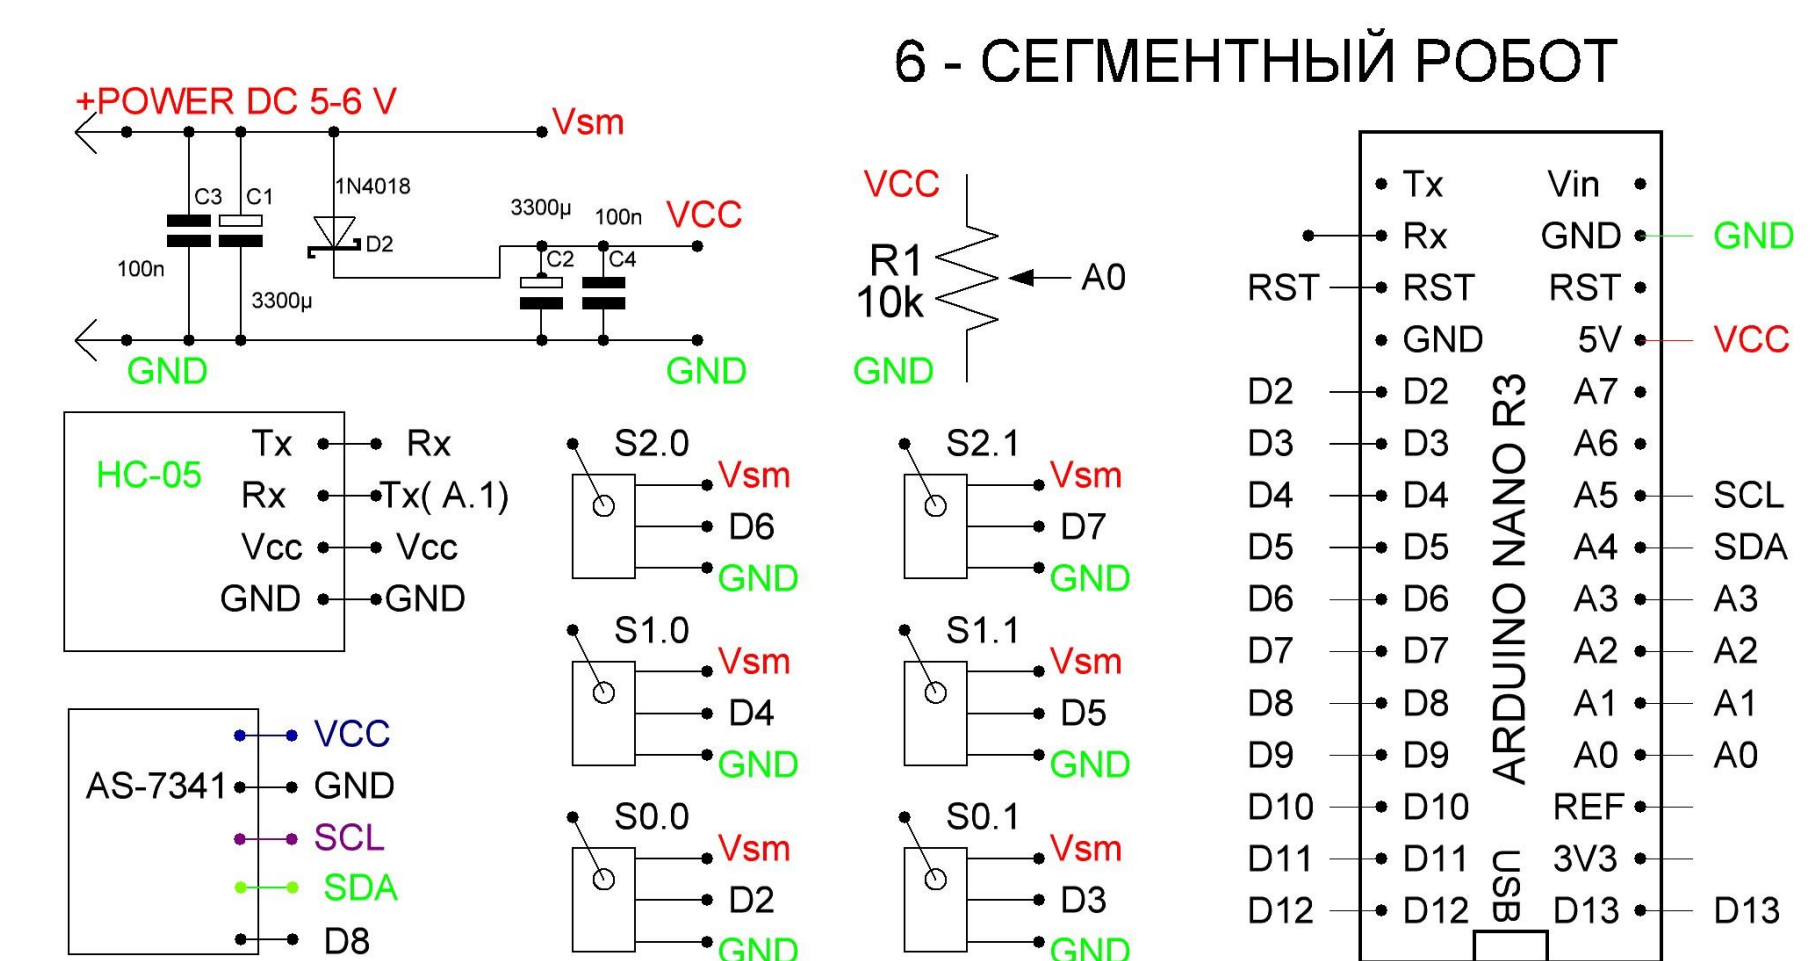 6 - СЕГМЕНТНЫЙ РОБОТ
+POWER DC 5-6 V
Vsm
C3
C1
1N4018
D2
100n
3300µ
3300µ
100n
VCC
C2
C4
GND
GND
VCC
R1
10k
A0
GND
HC-05
Tx
Rx
Rx
Tx( A.1)
Vcc
Vcc
GND
GND
AS-7341
VCC
GND
SCL
SDA
D8
S2.0
Vsm
D6
GND
S2.1
Vsm
D7
GND
S1.0
Vsm
D4
GND
S1.1
Vsm
D5
GND
S0.0
Vsm
D2
GND
S0.1
Vsm
D3
GND
ARDUINO NANO R3
USB
Tx Vin
Rx GND GND
RST RST RST
GND 5V VCC
D2 D2 A7
D3 D3 A6
D4 D4 A5 SCL
D5 D5 A4 SDA
D6 D6 A3 A3
D7 D7 A2 A2
D8 D8 A1 A1
D9 D9 A0 A0
D10 D10 REF
D11 D11 3V3
D12 D12 D13 D13